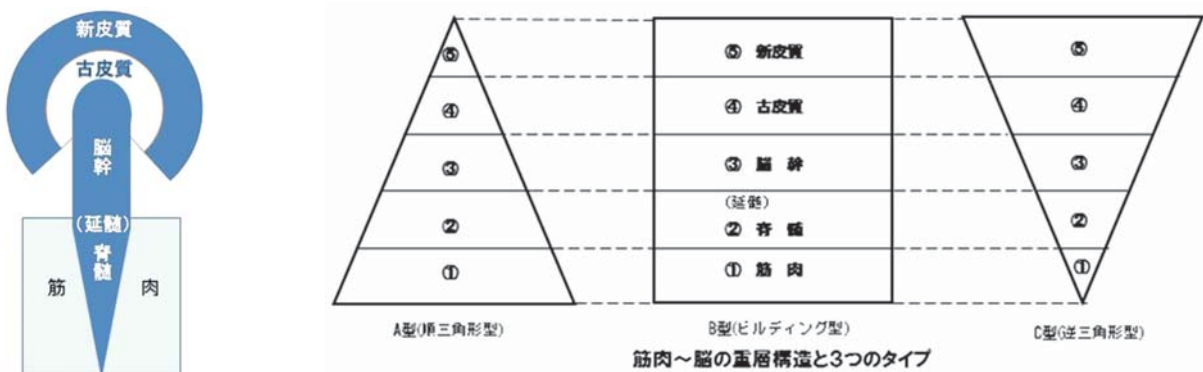 新皮質
古皮質
脳幹
(延髄)
脊髄
筋 肉
⑤
④
③
②
①
A型(順三角形型)
⑤ 新皮質
④ 古皮質
③ 脳 幹
(延髄)
② 脊 髄
① 筋 肉
B型(ビルディング型)
⑤
④
③
②
①
C型(逆三角形型)
筋肉～脳の重層構造と3つのタイプ